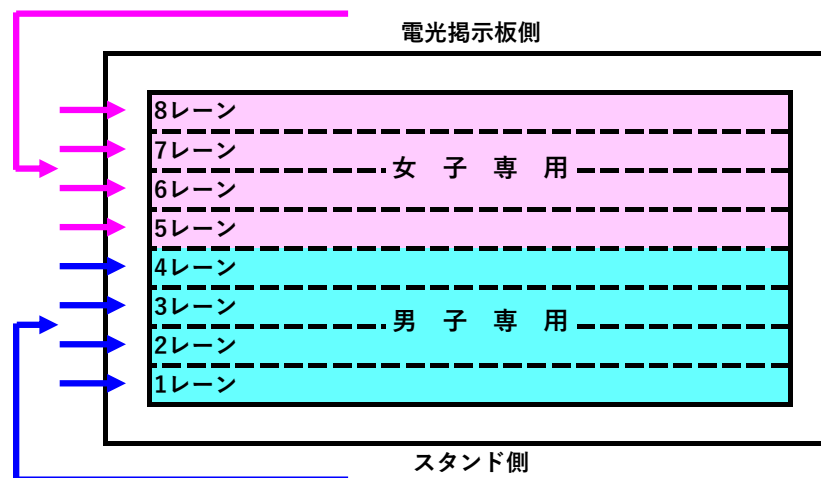 電光掲示板側
8レーン
7レーン
女 子 専 用
6レーン
5レーン
4レーン
3レーン
男 子 専 用
2レーン
1レーン
スタンド側